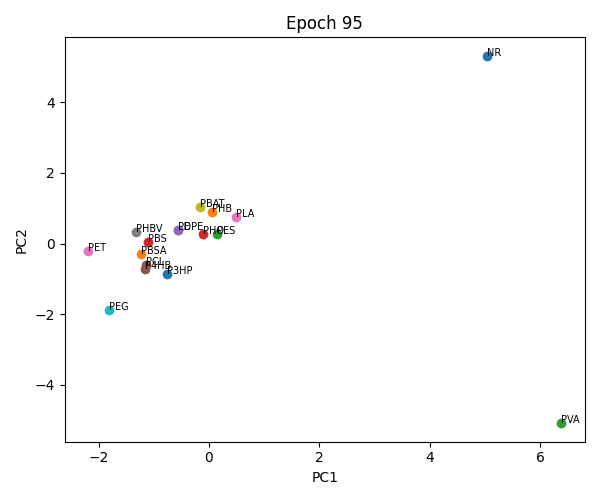 Epoch 95
NR
PBAT
PHB
PLA
PHBV
PE
PHO
PES
PBS
PET
PBSA
PCL
P4HB
P3HP
PEG
PVA
4
2
0
−2
−4
PC2
−2
0
2
4
6
PC1